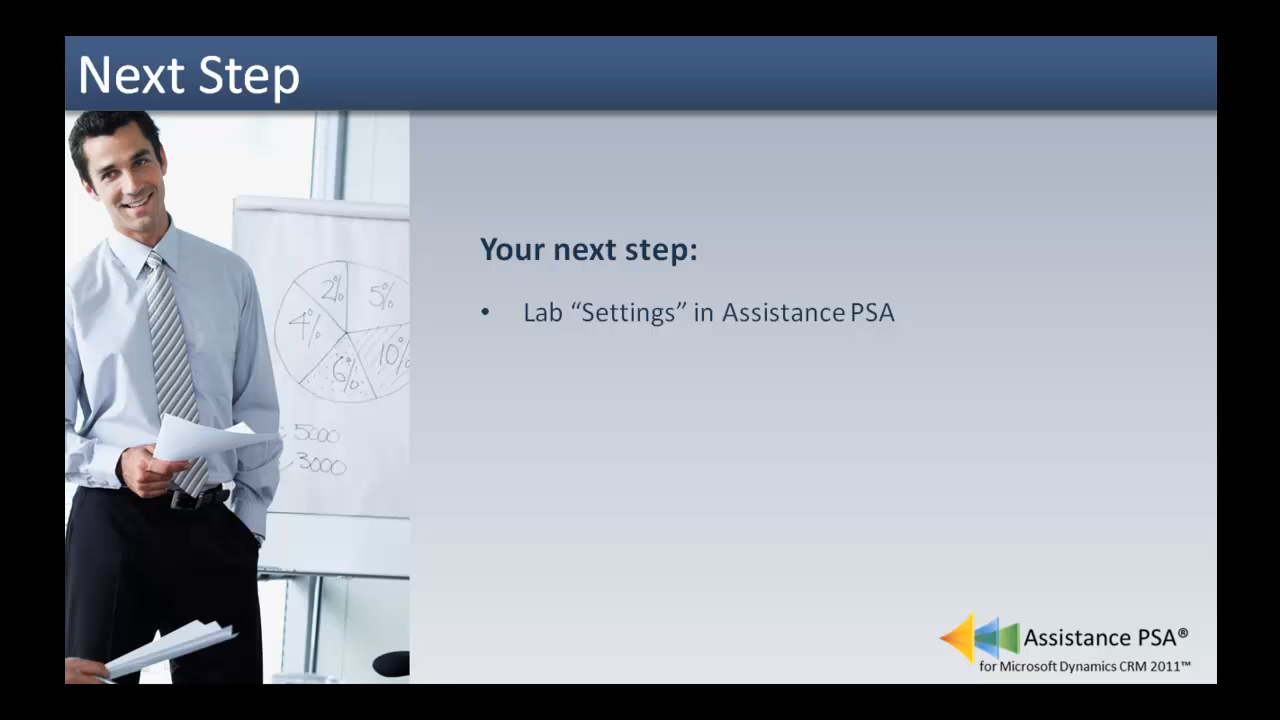 Next Step
Your next step:
• Lab “Settings” in Assistance PSA
2%
5%
4%
10%
6%
5000
3000
Assistance PSA®
for Microsoft Dynamics CRM 2011™